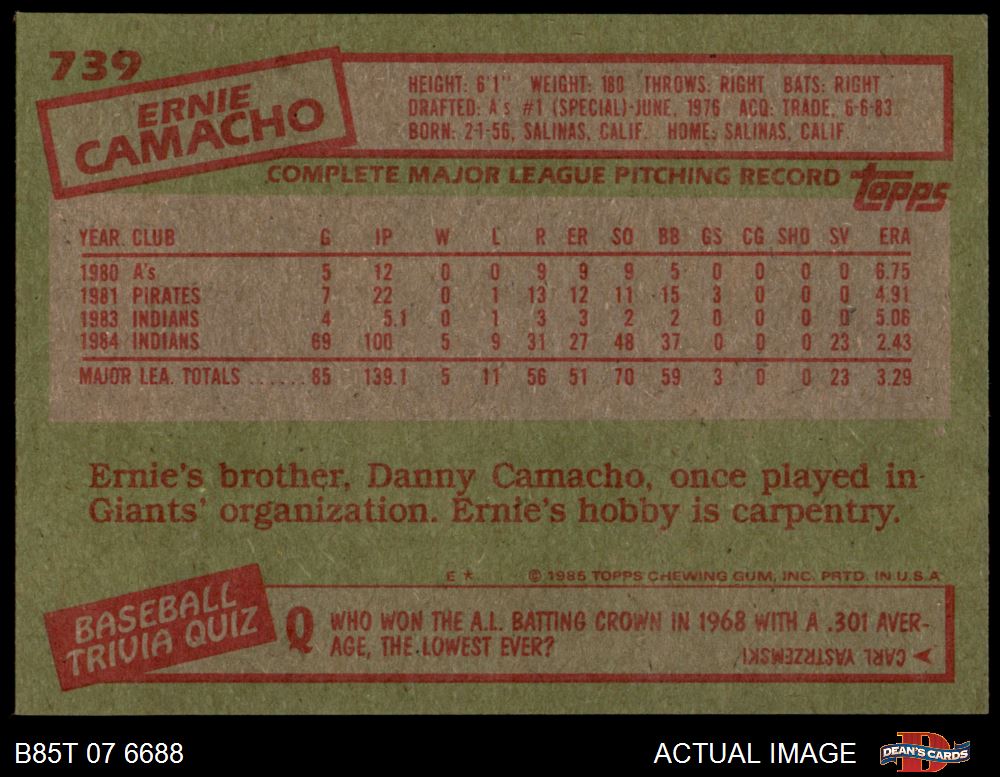 739
ERNIE
CAMACHO
HEIGHT: 6'1" WEIGHT: 180 THROWS: RIGHT BATS: RIGHT
DRAFTED: A's #1 (SPECIAL)-JUNE, 1976 ACQ: TRADE, 6-6-83
BORN: 2-1-56, SALINAS, CALIF. HOME: SALINAS, CALIF.
COMPLETE MAJOR LEAGUE PITCHING RECORD topps
YEAR CLUB G IP W L R ER SO BB GS CG SHO SV ERA
1980 A's 5 12 0 0 9 9 9 5 0 0 0 0 6.75
1981 PIRATES 7 22 0 1 13 12 11 15 3 0 0 0 4.91
1983 INDIANS 4 5.1 0 1 3 3 2 2 0 0 0 0 5.06
1984 INDIANS 69 100 5 9 31 27 48 37 0 0 0 23 2.43
MAJOR LEA. TOTALS ...... 85 139.1 5 11 56 51 70 59 3 0 0 23 3.29
Ernie's brother, Danny Camacho, once played in
Giants' organization. Ernie's hobby is carpentry.
E * © 1985 TOPPS CHEWING GUM, INC. PRTD. IN U.S.A.
BASEBALL
TRIVIA QUIZ
Q WHO WON THE A.L. BATTING CROWN IN 1968 WITH A .301 AVER-
AGE, THE LOWEST EVER?
CARL YASTRZEMSKI
B85T 07 6688 ACTUAL IMAGE D DEAN'S CARDS